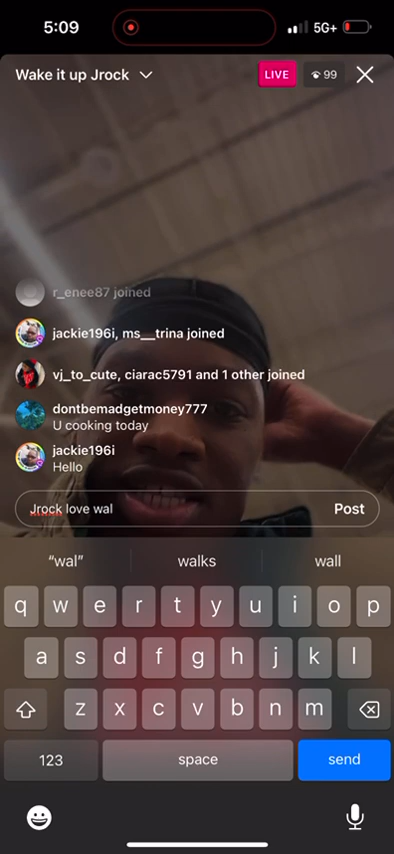 5:09
5G+
Wake it up Jrock
LIVE
99
r_enee87 joined
jackie196i, ms__trina joined
vj_to_cute, ciarac5791 and 1 other joined
dontbemadgetmoney777
U cooking today
jackie196i
Hello
Jrock love wal
Post
“wal” walks wall
q w e r t y u i o p
a s d f g h j k l
z x c v b n m
123 space send